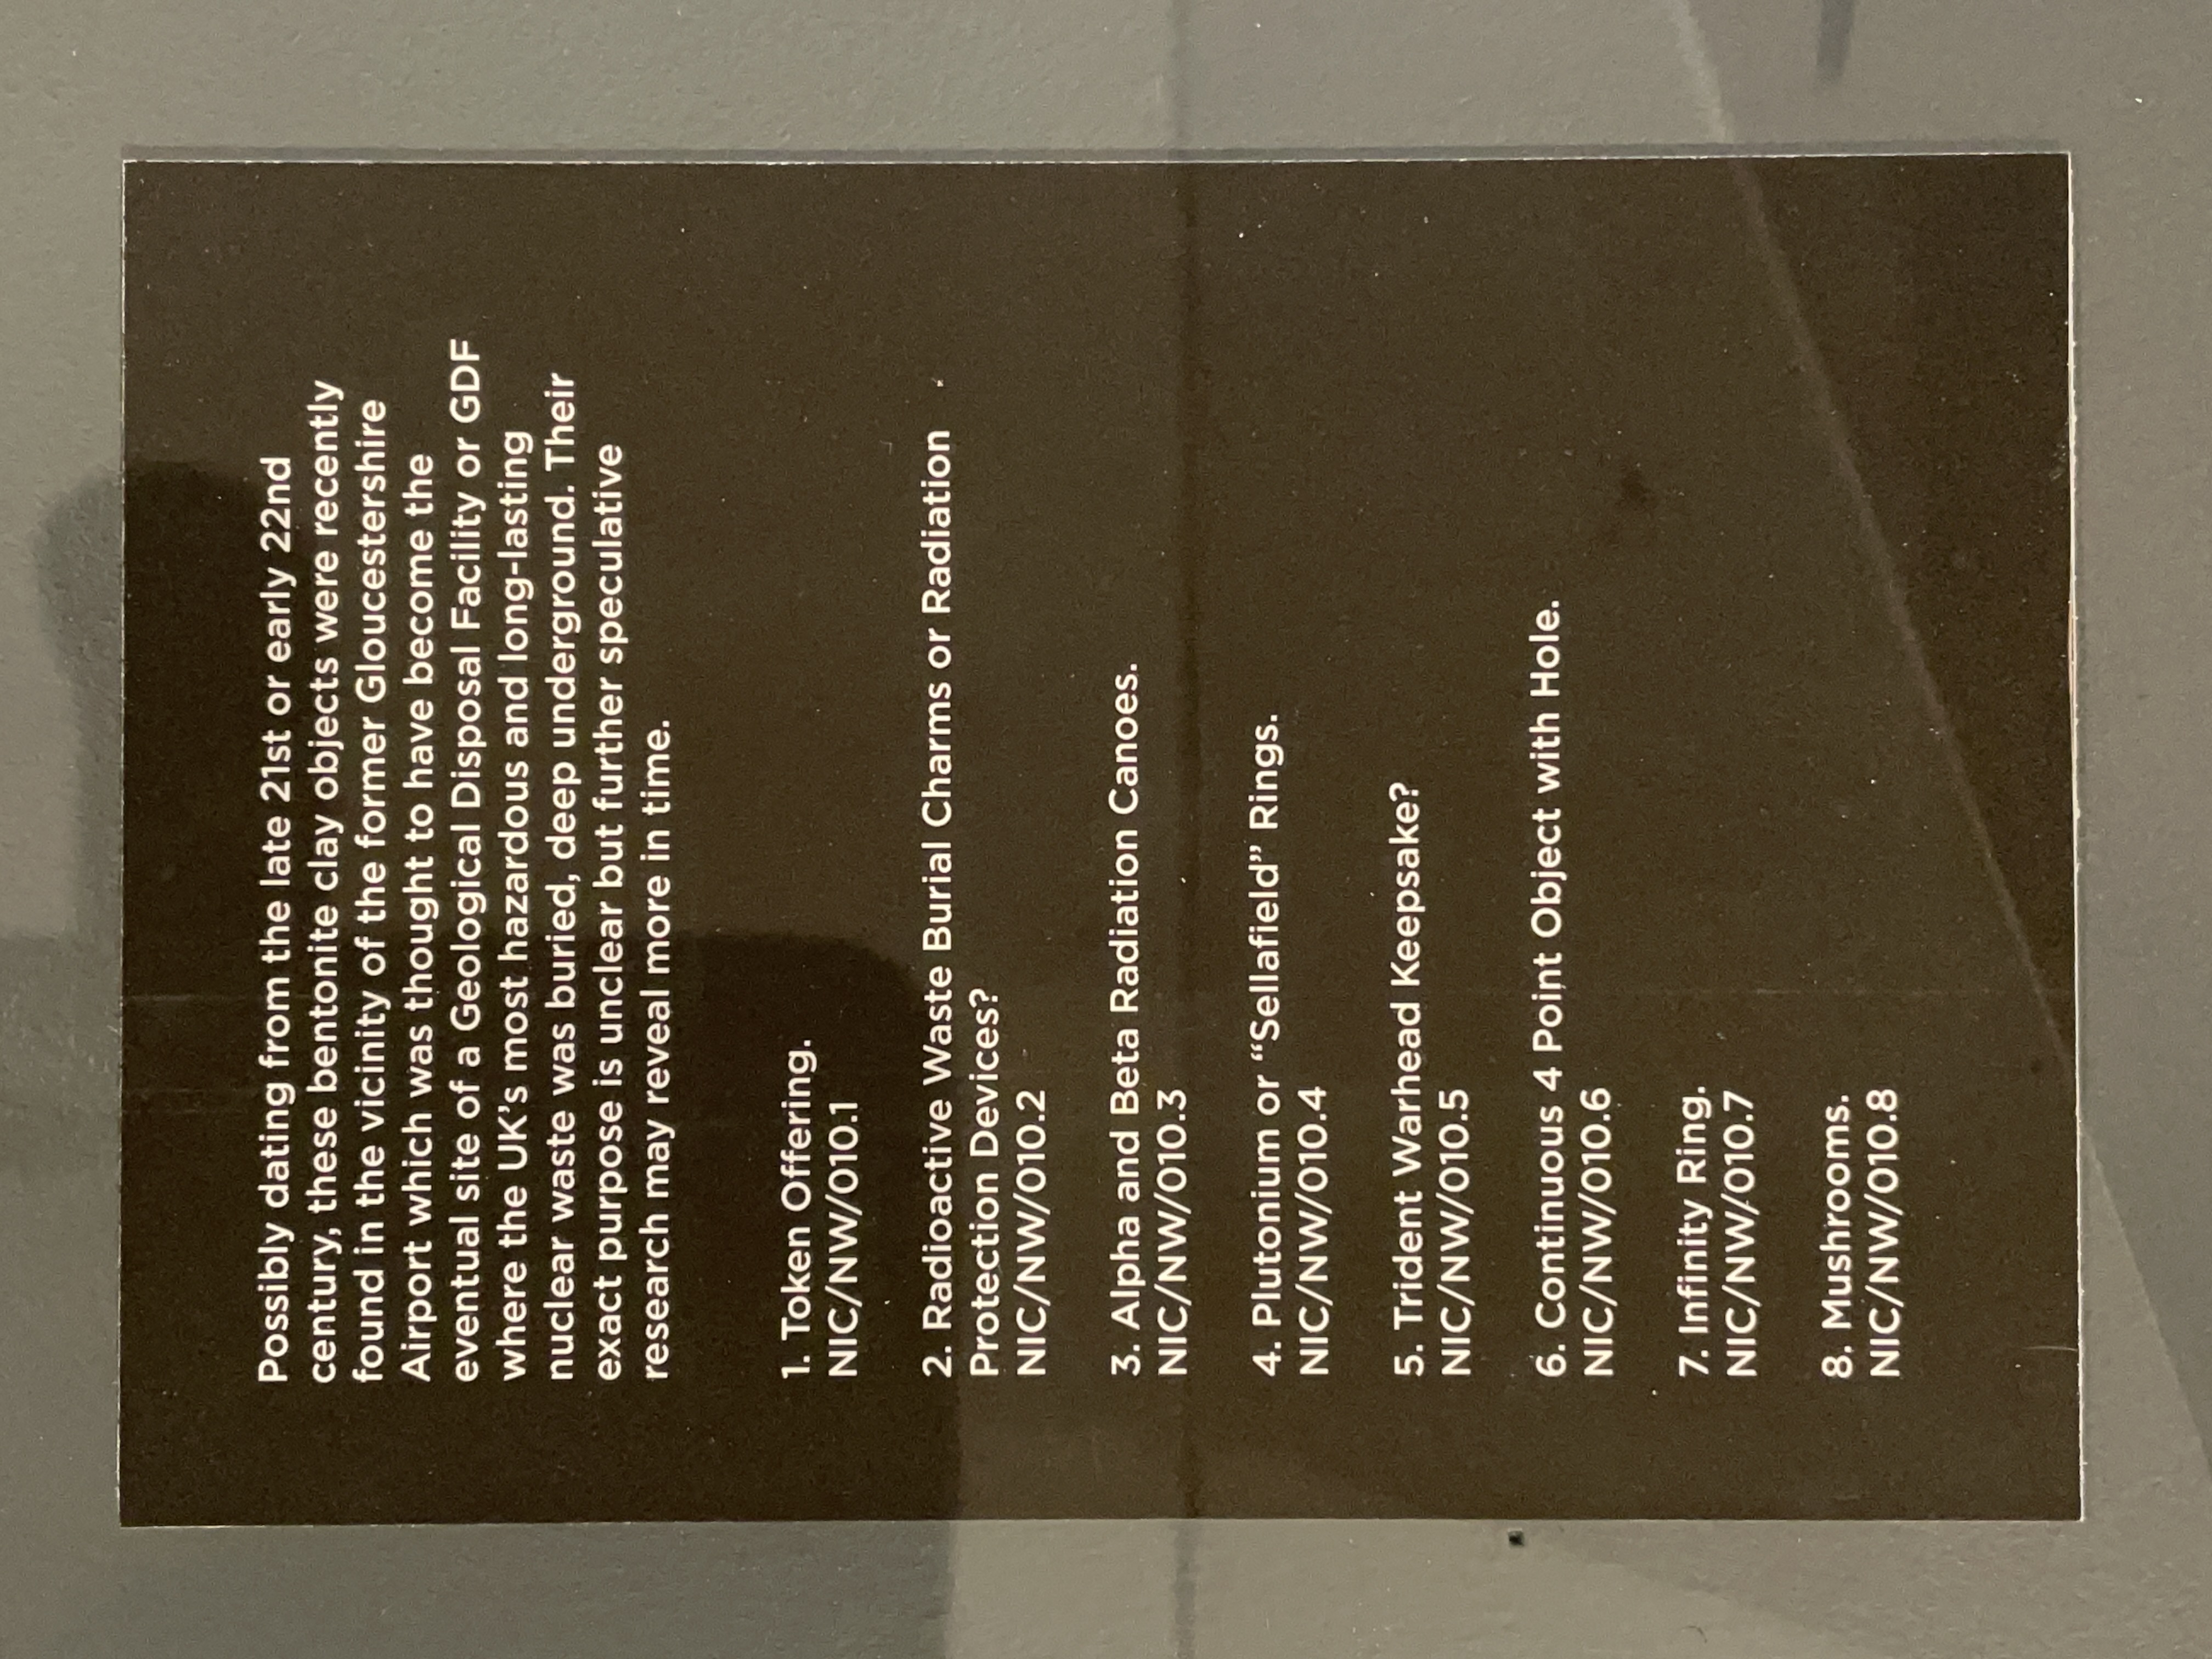 Possibly dating from the late 21st or early 22nd
century, these bentonite clay objects were recently
found in the vicinity of the former Gloucestershire
Airport which was thought to have become the
eventual site of a Geological Disposal Facility or GDF
where the UK's most hazardous and long-lasting
nuclear waste was buried, deep underground. Their
exact purpose is unclear but further speculative
research may reveal more in time.
1. Token Offering.
NIC/NW/010.1
2. Radioactive Waste Burial Charms or Radiation
Protection Devices?
NIC/NW/010.2
3. Alpha and Beta Radiation Canoes.
NIC/NW/010.3
4. Plutonium or “Sellafield” Rings.
NIC/NW/010.4
5. Trident Warhead Keepsake?
NIC/NW/010.5
6. Continuous 4 Point Object with Hole.
NIC/NW/010.6
7. Infinity Ring.
NIC/NW/010.7
8. Mushrooms.
NIC/NW/010.8